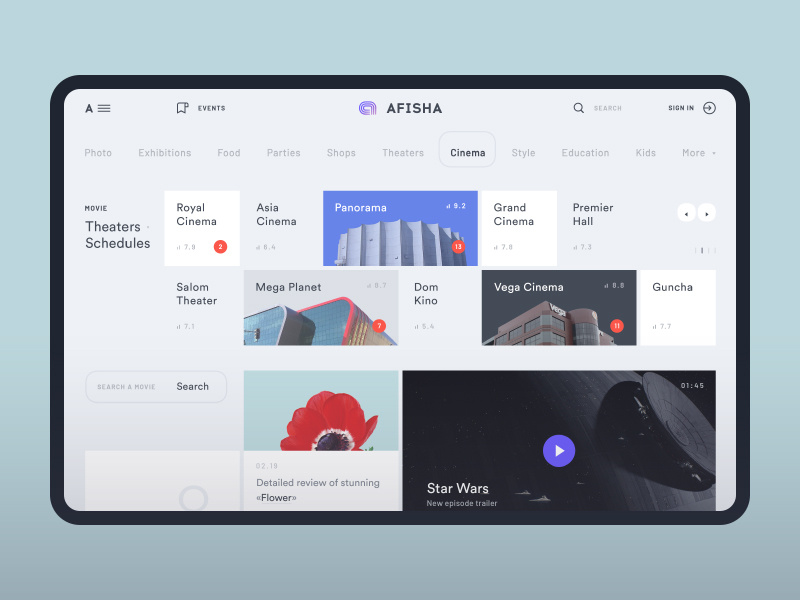 A
EVENTS
AFISHA
SEARCH
SIGN IN
Photo
Exhibitions
Food
Parties
Shops
Theaters
Cinema
Style
Education
Kids
More
MOVIE
Theaters ·
Schedules
Royal
Cinema
7.9
2
Asia
Cinema
8.4
Panorama
9.2
13
Grand
Cinema
7.8
Premier
Hall
7.3
Salom
Theater
7.1
Mega Planet
8.7
7
Dom
Kino
5.4
Vega Cinema
8.8
Vega
11
Guncha
7.7
SEARCH A MOVIE
Search
02.18
Detailed review of stunning
«Flower»
01:45
Star Wars
New episode trailer